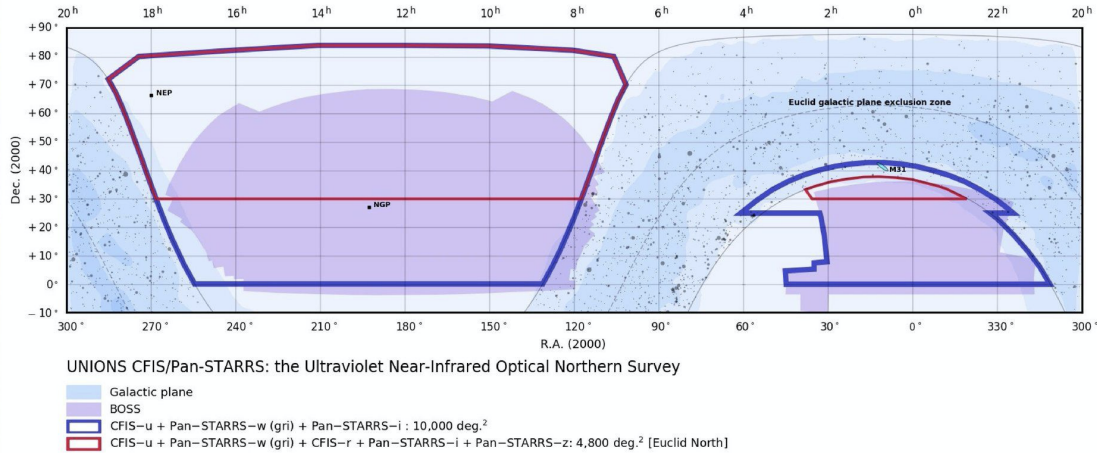 20ʰ 18ʰ 16ʰ 14ʰ 12ʰ 10ʰ 8ʰ 6ʰ 4ʰ 2ʰ 0ʰ 22ʰ 20ʰ
+90°
+80°
+70°
+60°
+50°
+40°
+30°
+20°
+10°
0°
−10°
Dec. (2000)
NEP
Euclid galactic plane exclusion zone
M31
NGP
300° 270° 240° 210° 180° 150° 120° 90° 60° 30° 0° 330° 300°
R.A. (2000)
UNIONS CFIS/Pan-STARRS: the Ultraviolet Near-Infrared Optical Northern Survey
Galactic plane
BOSS
CFIS−u + Pan−STARRS−w (gri) + Pan−STARRS−i : 10,000 deg.²
CFIS−u + Pan−STARRS−w (gri) + CFIS−r + Pan−STARRS−i + Pan−STARRS−z: 4,800 deg.² [Euclid North]